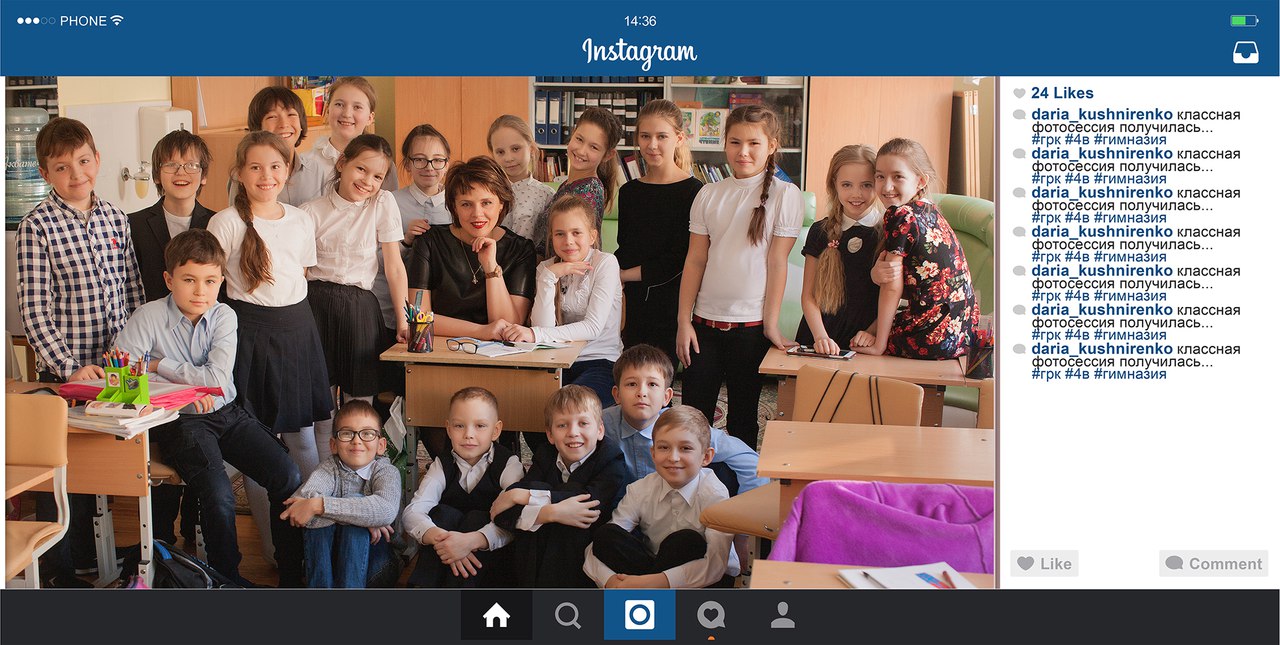 PHONE
14:36
Instagram
24 Likes
daria_kushnirenko классная
фотосессия получилась...
#грк #4в #гимназия
daria_kushnirenko классная
фотосессия получилась...
#грк #4в #гимназия
daria_kushnirenko классная
фотосессия получилась...
#грк #4в #гимназия
daria_kushnirenko классная
фотосессия получилась...
#грк #4в #гимназия
daria_kushnirenko классная
фотосессия получилась...
#грк #4в #гимназия
daria_kushnirenko классная
фотосессия получилась...
#грк #4в #гимназия
daria_kushnirenko классная
фотосессия получилась...
#грк #4в #гимназия
Like
Comment